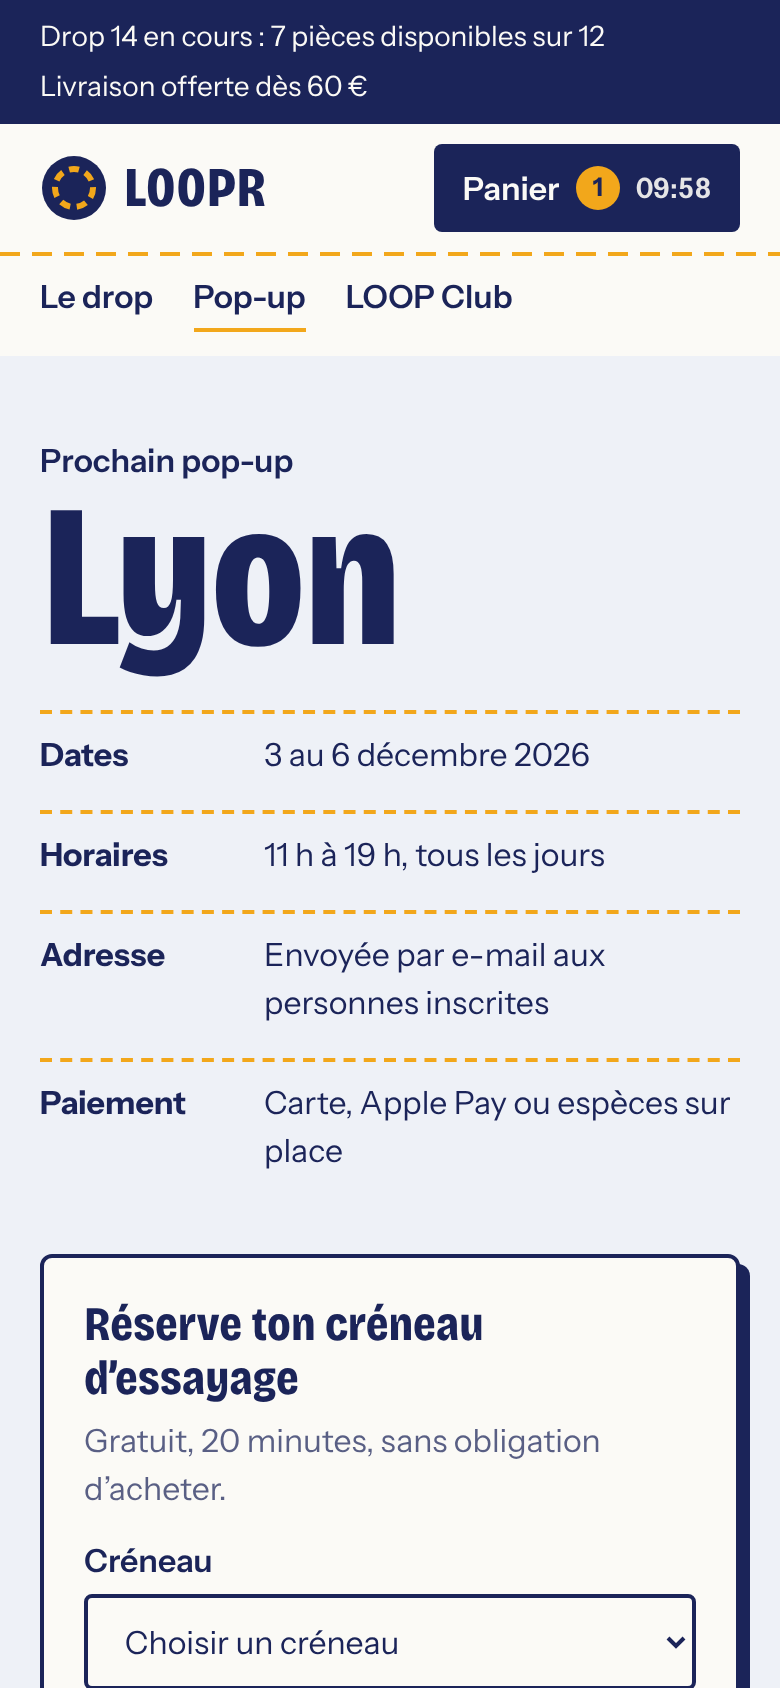 Drop 14 en cours : 7 pièces disponibles sur 12
Livraison offerte dès 60 €
LOOPR
Panier 1 09:58
Le drop Pop-up LOOP Club
Prochain pop-up
Lyon
Dates 3 au 6 décembre 2026
Horaires 11 h à 19 h, tous les jours
Adresse Envoyée par e-mail aux
personnes inscrites
Paiement Carte, Apple Pay ou espèces sur
place
Réserve ton créneau
d’essayage
Gratuit, 20 minutes, sans obligation
d’acheter.
Créneau
Choisir un créneau